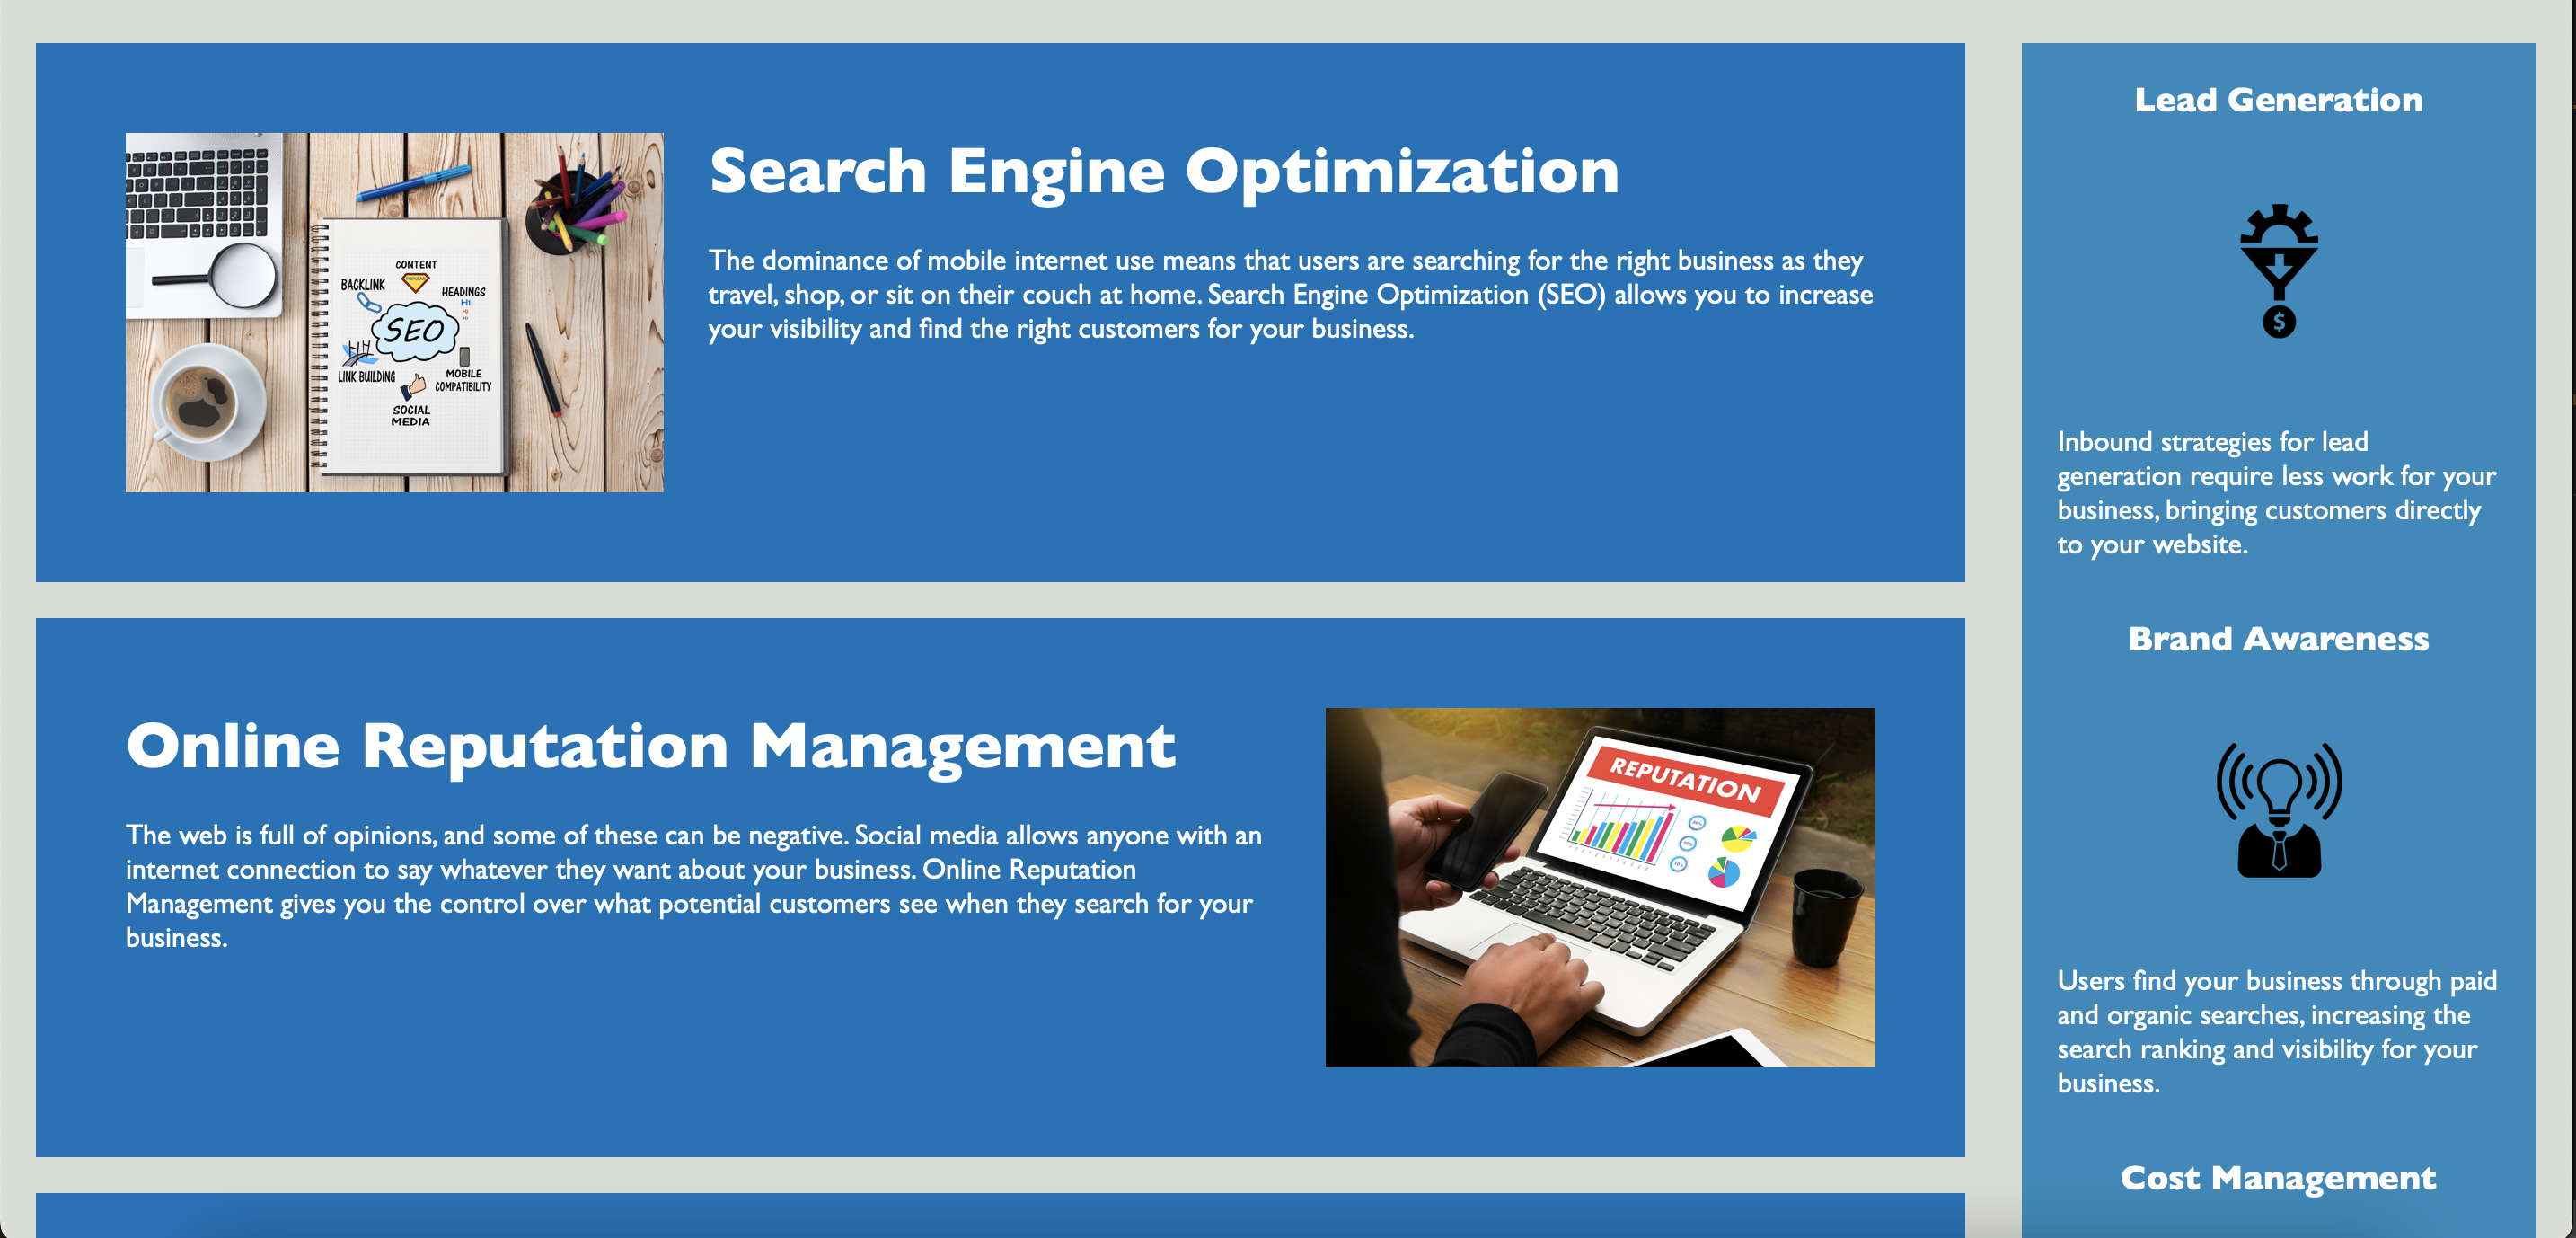 Search Engine Optimization
The dominance of mobile internet use means that users are searching for the right business as they
travel, shop, or sit on their couch at home. Search Engine Optimization (SEO) allows you to increase
your visibility and find the right customers for your business.
CONTENT
BACKLINK
HEADINGS
H1
SEO
LINK BUILDING
MOBILE
COMPATIBILITY
SOCIAL
MEDIA
Online Reputation Management
The web is full of opinions, and some of these can be negative. Social media allows anyone with an
internet connection to say whatever they want about your business. Online Reputation
Management gives you the control over what potential customers see when they search for your
business.
REPUTATION
Lead Generation
$
Inbound strategies for lead
generation require less work for your
business, bringing customers directly
to your website.
Brand Awareness
Users find your business through paid
and organic searches, increasing the
search ranking and visibility for your
business.
Cost Management